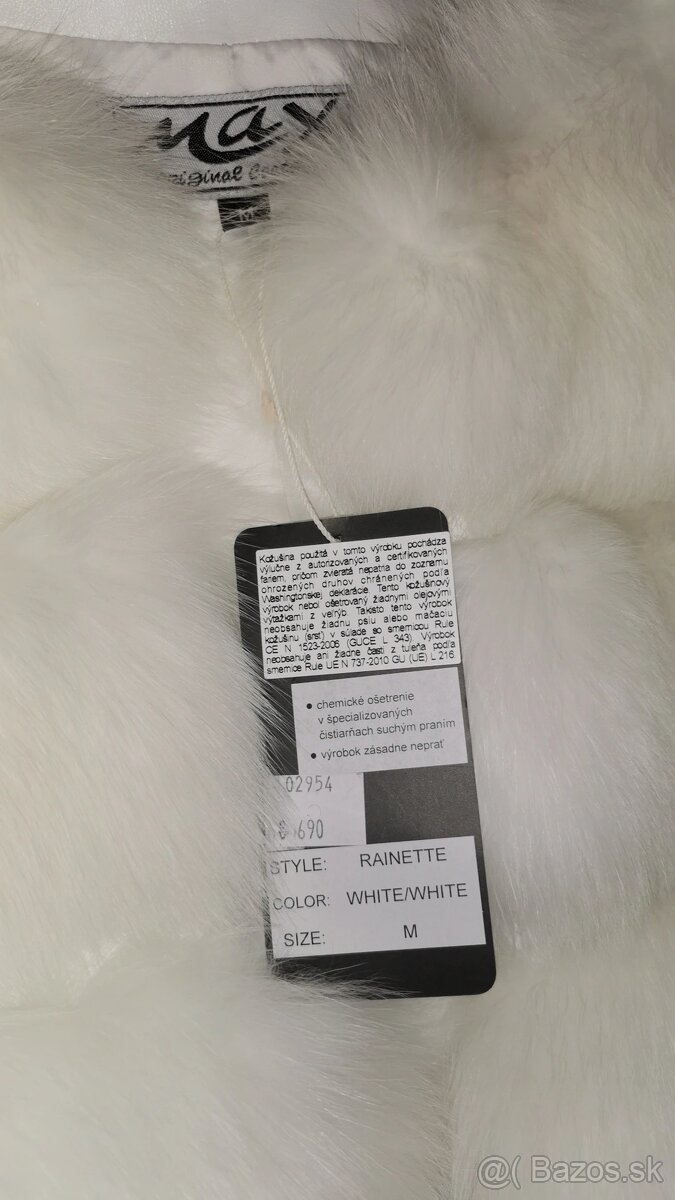 may
Original
M
Kožušina použitá v tomto výrobku pochádza
výlučne z autorizovaných a certifikovaných
fariem, pričom zvieratá nepatria do zoznamu
ohrozených druhov chránených podľa
Washingtonskej deklarácie. Tento kožušinový
výrobok nebol ošetrovaný žiadnymi olejovými
výtažkami z veľrýb. Takisto tento výrobok
neobsahuje žiadnu psiu alebo mačaciu
kožušinu (srsť) v súlade so smernicou Rule
CE N 1523-2006 (GUCE L 343). Výrobok
neobsahuje ani žiadne časti z tuleňa podľa
smernice Rule UE N 737-2010 GU (UE) L 216.
• chemické ošetrenie
v špecializovaných
čistiarňach suchým praním
• výrobok zásadne neprať
02954
690
STYLE: RAINETTE
COLOR: WHITE/WHITE
SIZE: M
@( Bazos.sk